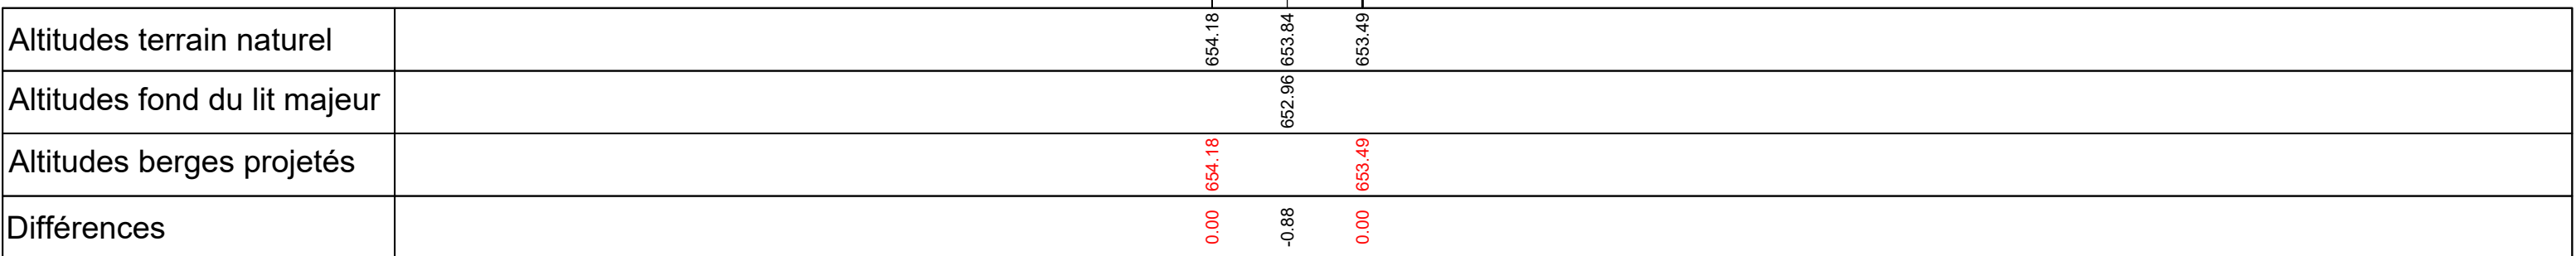 Altitudes terrain naturel 654.18 653.84 653.49
Altitudes fond du lit majeur 652.96
Altitudes berges projetés 654.18 653.49
Différences 0.00 -0.88 0.00